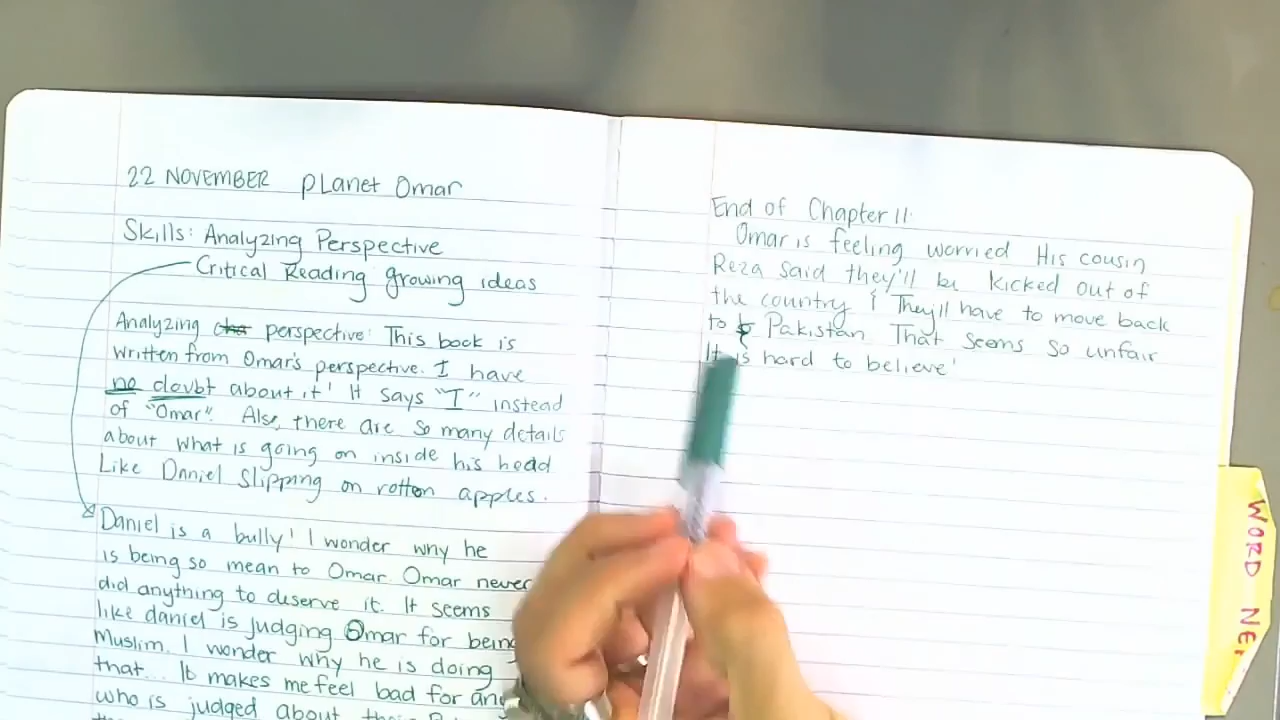 22 NOVEMBER Planet Omar
Skills: Analyzing Perspective
Critical Reading growing ideas
Analyzing perspective: This book is
written from Omar's perspective. I have
no doubt about it! It says "I" instead
of "Omar". Also, there are so many details
about what is going on inside his head
Like Daniel Slipping on rotten apples.
Daniel is a bully! I wonder why he
is being so mean to Omar. Omar never
did anything to deserve it. It seems
like daniel is judging Omar for being
Muslim. I wonder why he is doing
that... It makes me feel bad for
who is judged about
End of Chapter 11:
Omar is feeling worried His cousin
Reza said they'll be kicked out of
the country & They'll have to move back
to Pakistan That seems so unfair
It is hard to believe!
WORD NE